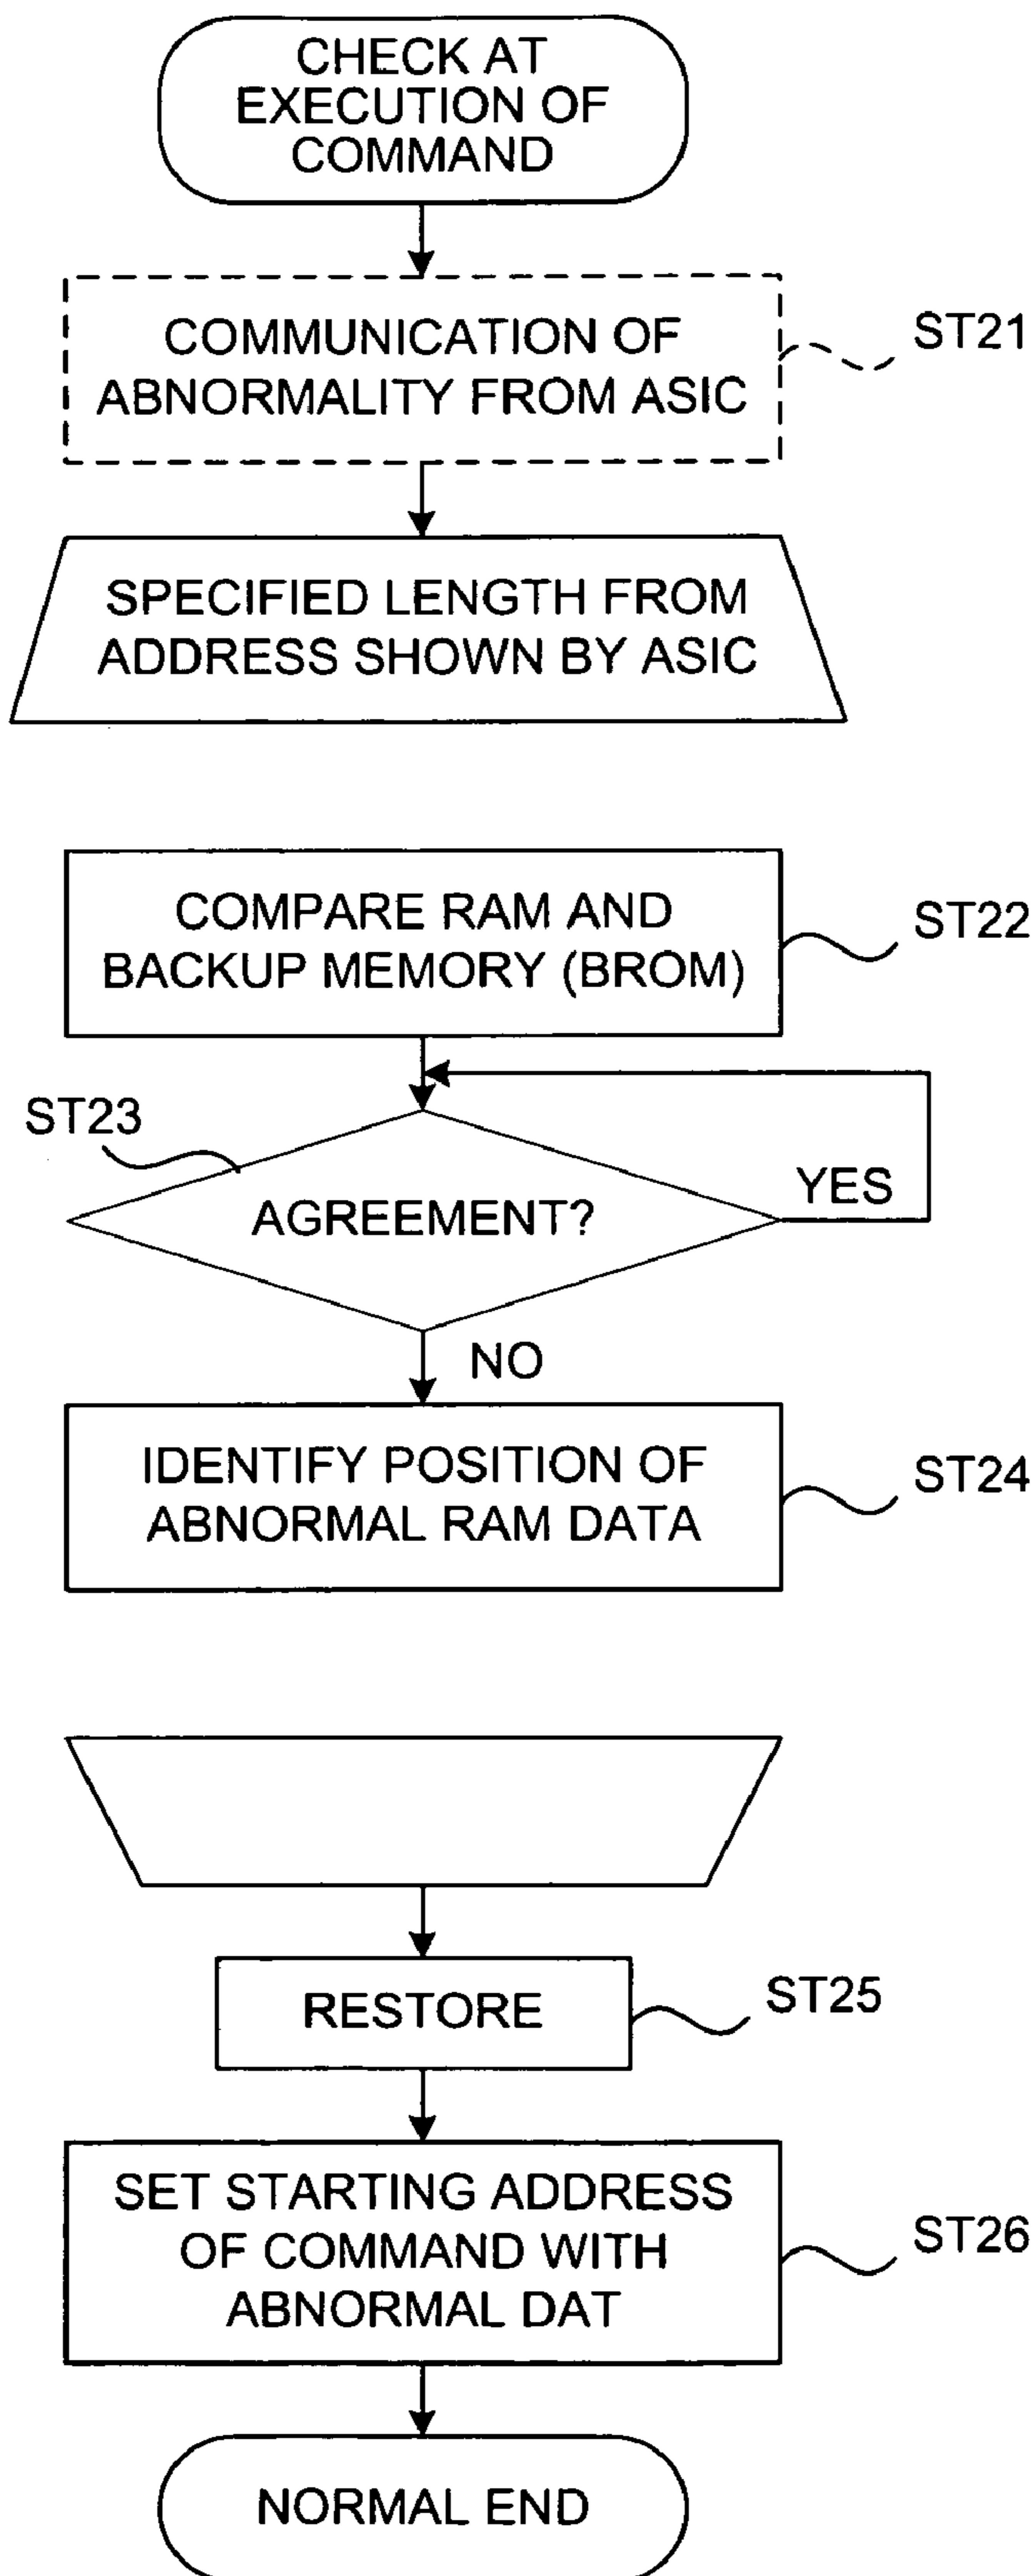 CHECK AT
EXECUTION OF
COMMAND
COMMUNICATION OF
ABNORMALITY FROM ASIC
ST21
SPECIFIED LENGTH FROM
ADDRESS SHOWN BY ASIC
COMPARE RAM AND
BACKUP MEMORY (BROM)
ST22
ST23
AGREEMENT?
YES
NO
IDENTIFY POSITION OF
ABNORMAL RAM DATA
ST24
RESTORE
ST25
SET STARTING ADDRESS
OF COMMAND WITH
ABNORMAL DAT
ST26
NORMAL END